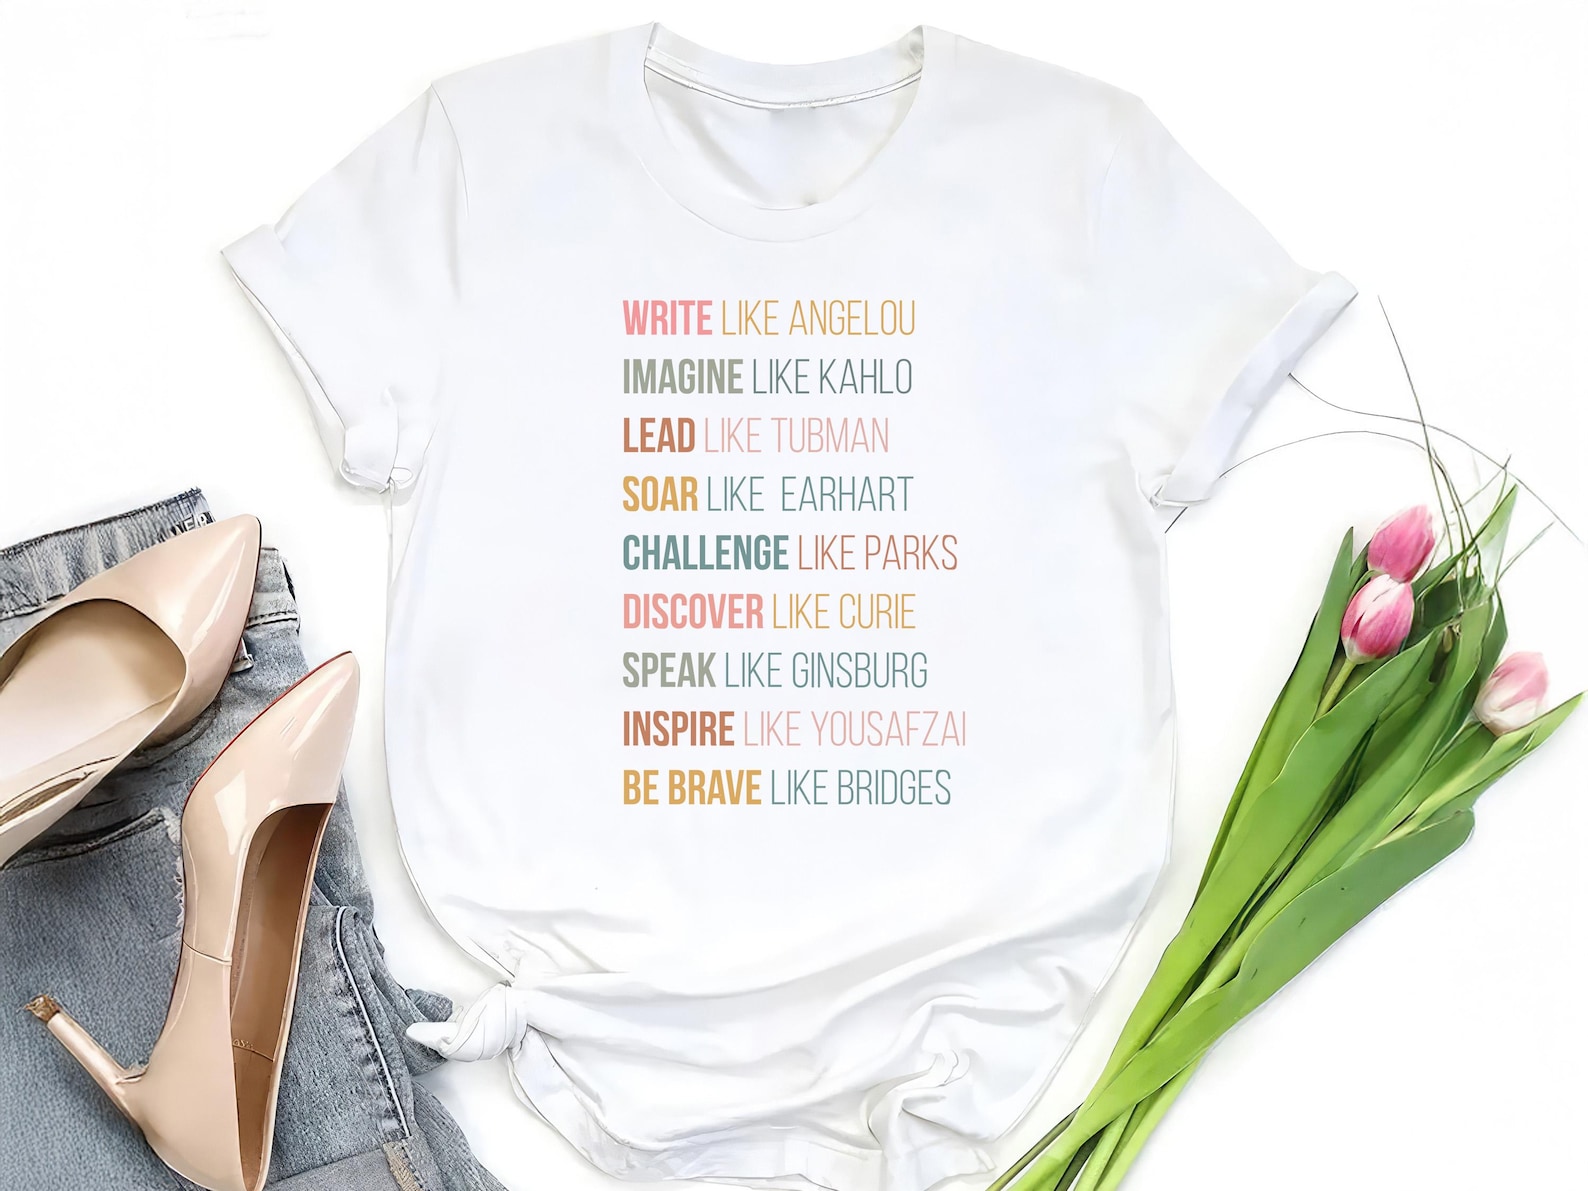 WRITE LIKE ANGELOU
IMAGINE LIKE KAHLO
LEAD LIKE TUBMAN
SOAR LIKE EARHART
CHALLENGE LIKE PARKS
DISCOVER LIKE CURIE
SPEAK LIKE GINSBURG
INSPIRE LIKE YOUSAFZAI
BE BRAVE LIKE BRIDGES